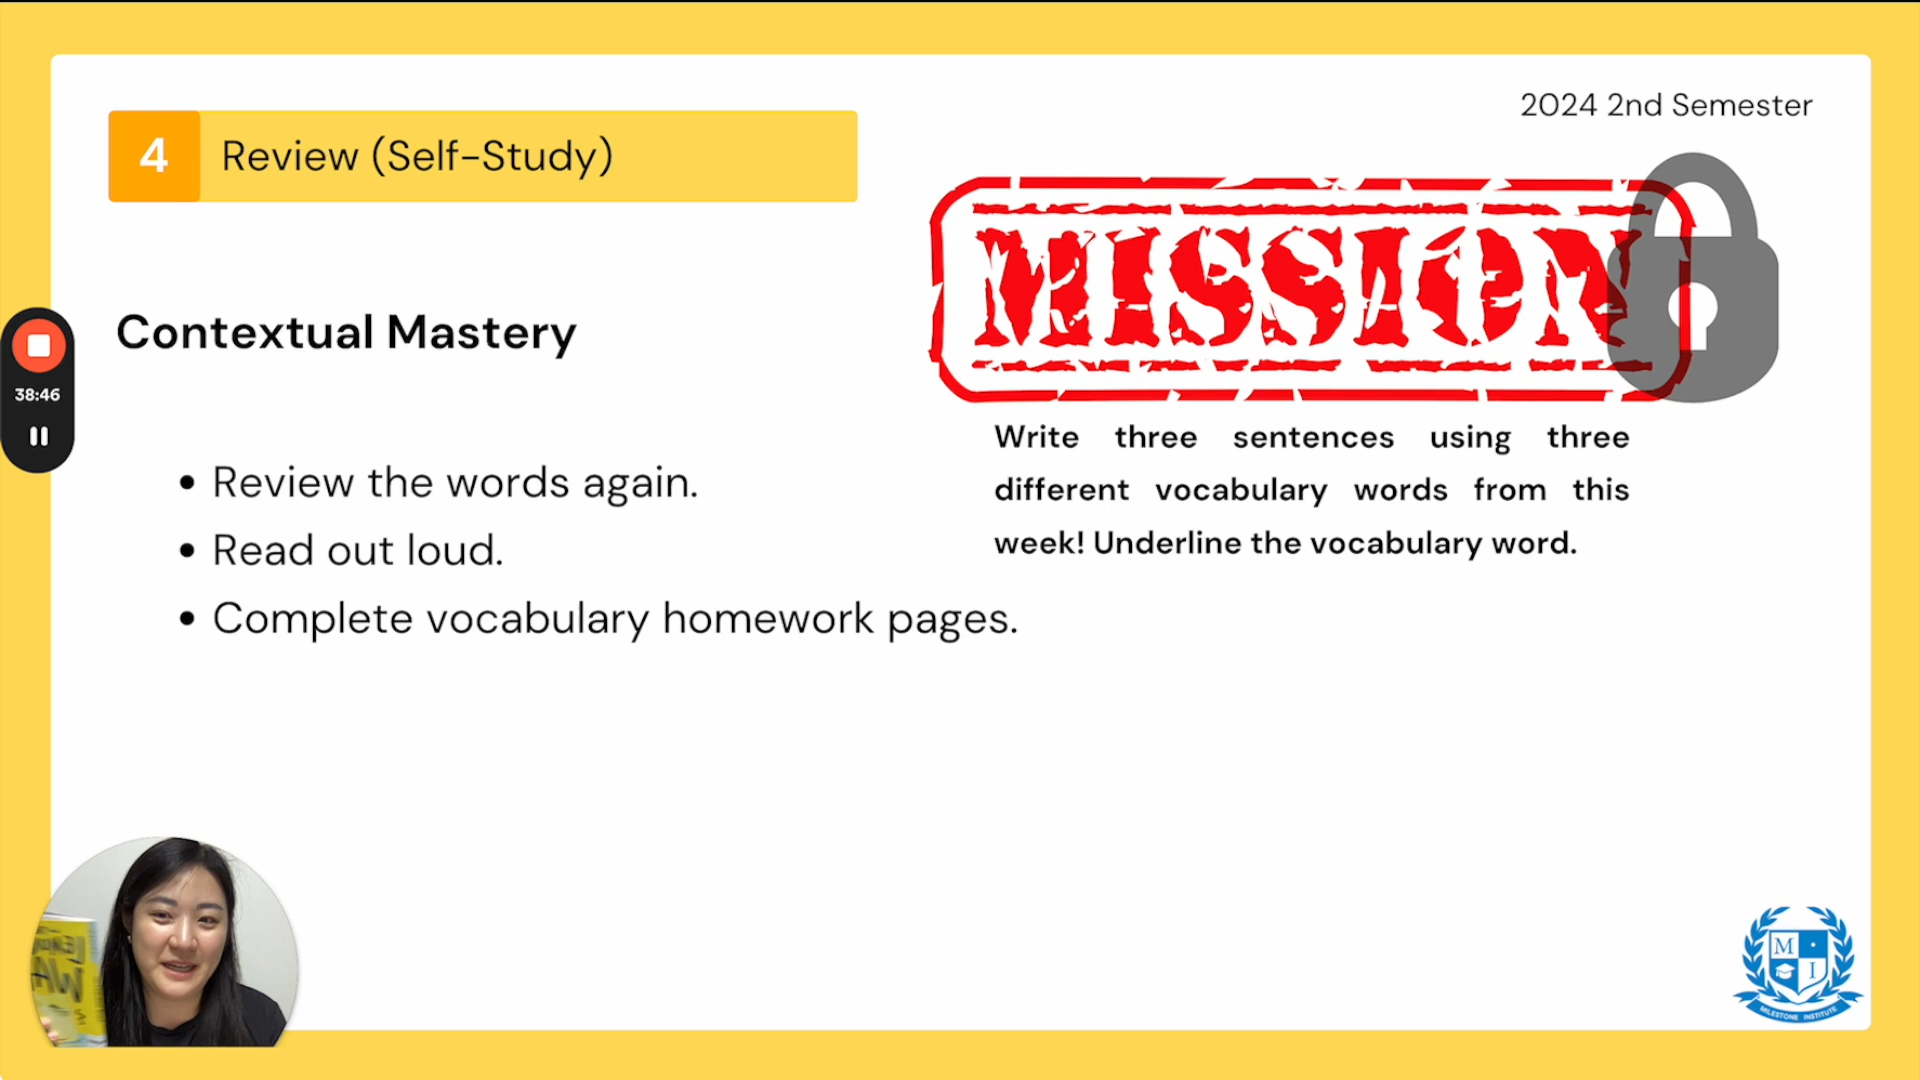 2024 2nd Semester
4
Review (Self-Study)
MISSION
Contextual Mastery
38:46
Write three sentences using three
different vocabulary words from this
week! Underline the vocabulary word.
• Review the words again.
• Read out loud.
• Complete vocabulary homework pages.
M
I
MILESTONE INSTITUTE